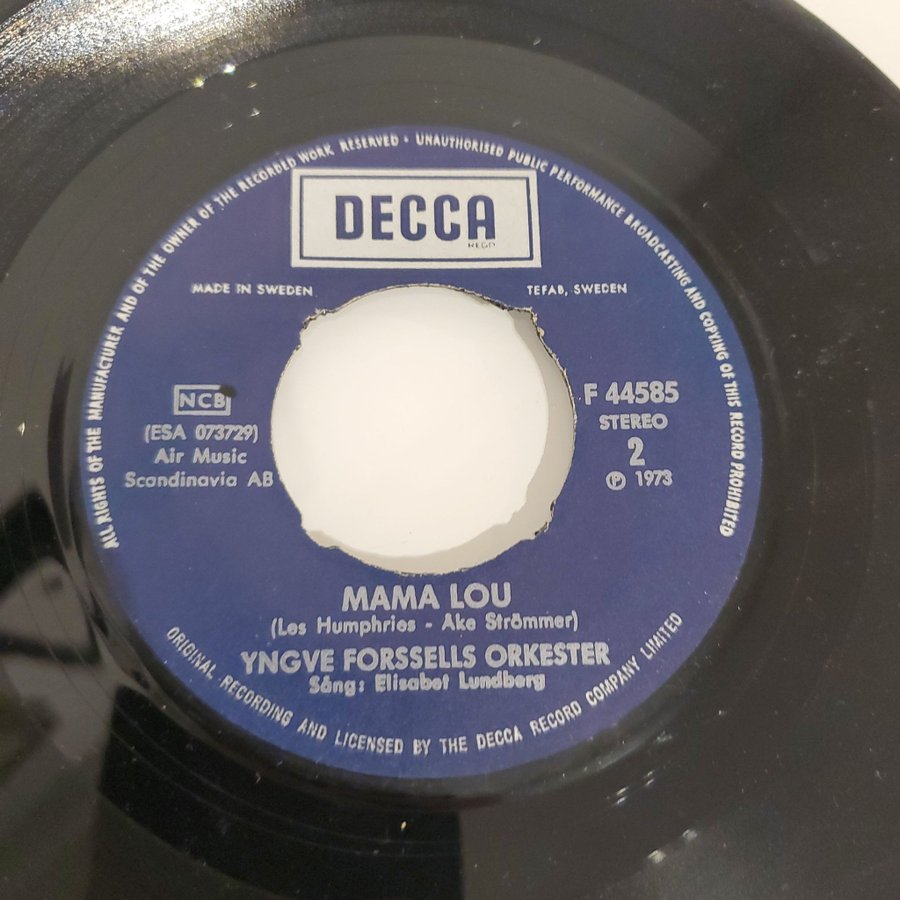 ALL RIGHTS OF THE MANUFACTURER AND OF THE OWNER OF THE RECORDED WORK RESERVED · UNAUTHORISED PUBLIC PERFORMANCE BROADCASTING AND COPYING OF THIS RECORD PROHIBITED
DECCA
REGD
MADE IN SWEDEN
TEFAB, SWEDEN
NCB
(ESA 073729)
Air Music
Scandinavia AB
F 44585
STEREO
2
Ⓟ 1973
MAMA LOU
(Les Humphries - Ake Strömmer)
YNGVE FORSSELLS ORKESTER
Sång: Elisabet Lundberg
ORIGINAL RECORDING AND LICENSED BY THE DECCA RECORD COMPANY LIMITED